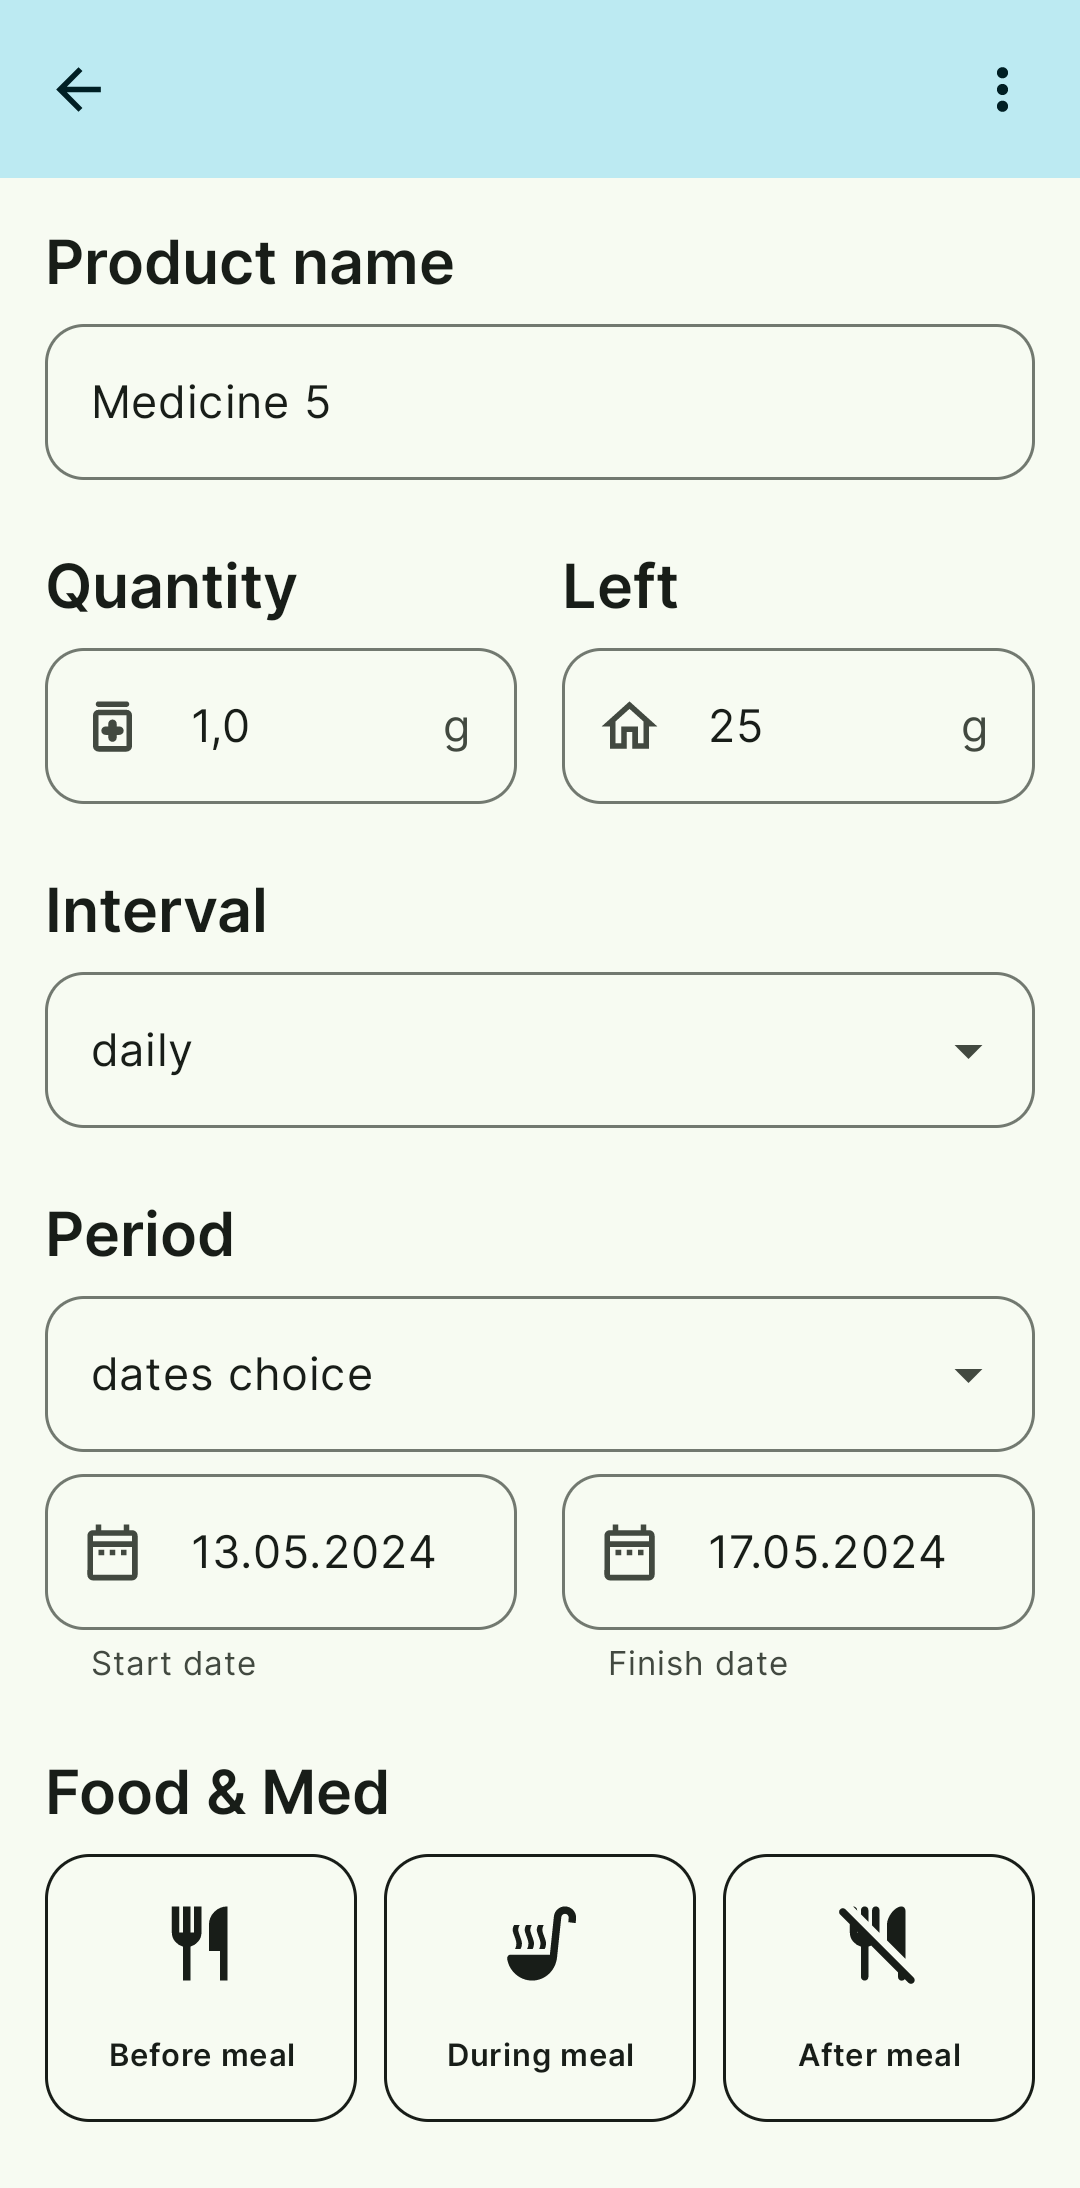 Product name
Medicine 5
Quantity
Left
1,0 g
25 g
Interval
daily
Period
dates choice
13.05.2024
17.05.2024
Start date
Finish date
Food & Med
Before meal
During meal
After meal